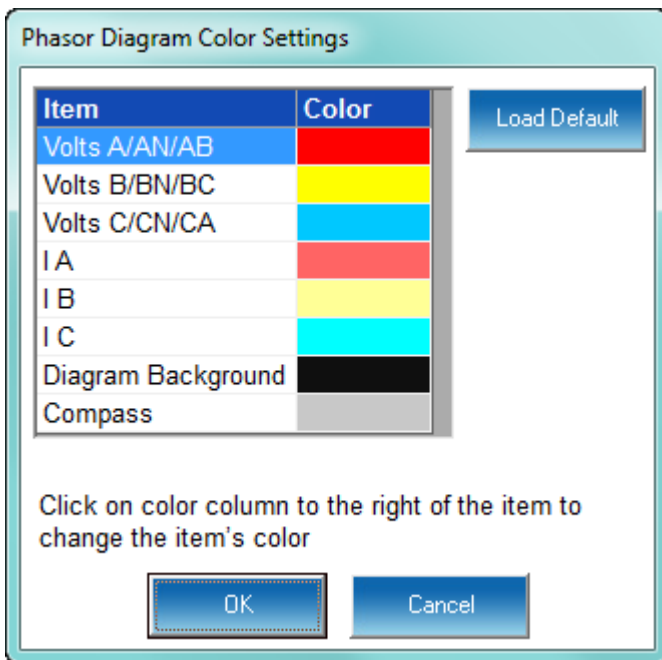 Phasor Diagram Color Settings
Item Color
Load Default
Volts A/AN/AB
Volts B/BN/BC
Volts C/CN/CA
I A
I B
I C
Diagram Background
Compass
Click on color column to the right of the item to
change the item's color
OK Cancel